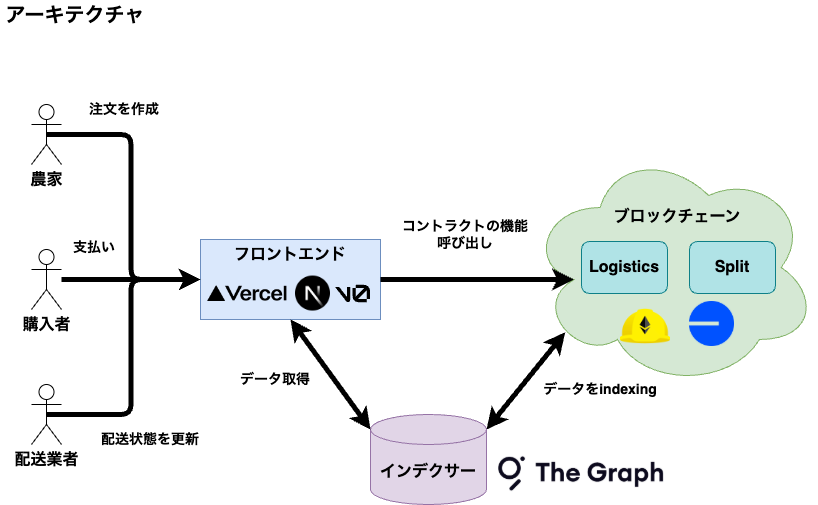 アーキテクチャ
注文を作成
農家
支払い
購入者
配送状態を更新
配送業者
フロントエンド
Vercel
N
v0
コントラクトの機能
呼び出し
ブロックチェーン
Logistics
Split
データ取得
データをindexing
インデクサー
The Graph